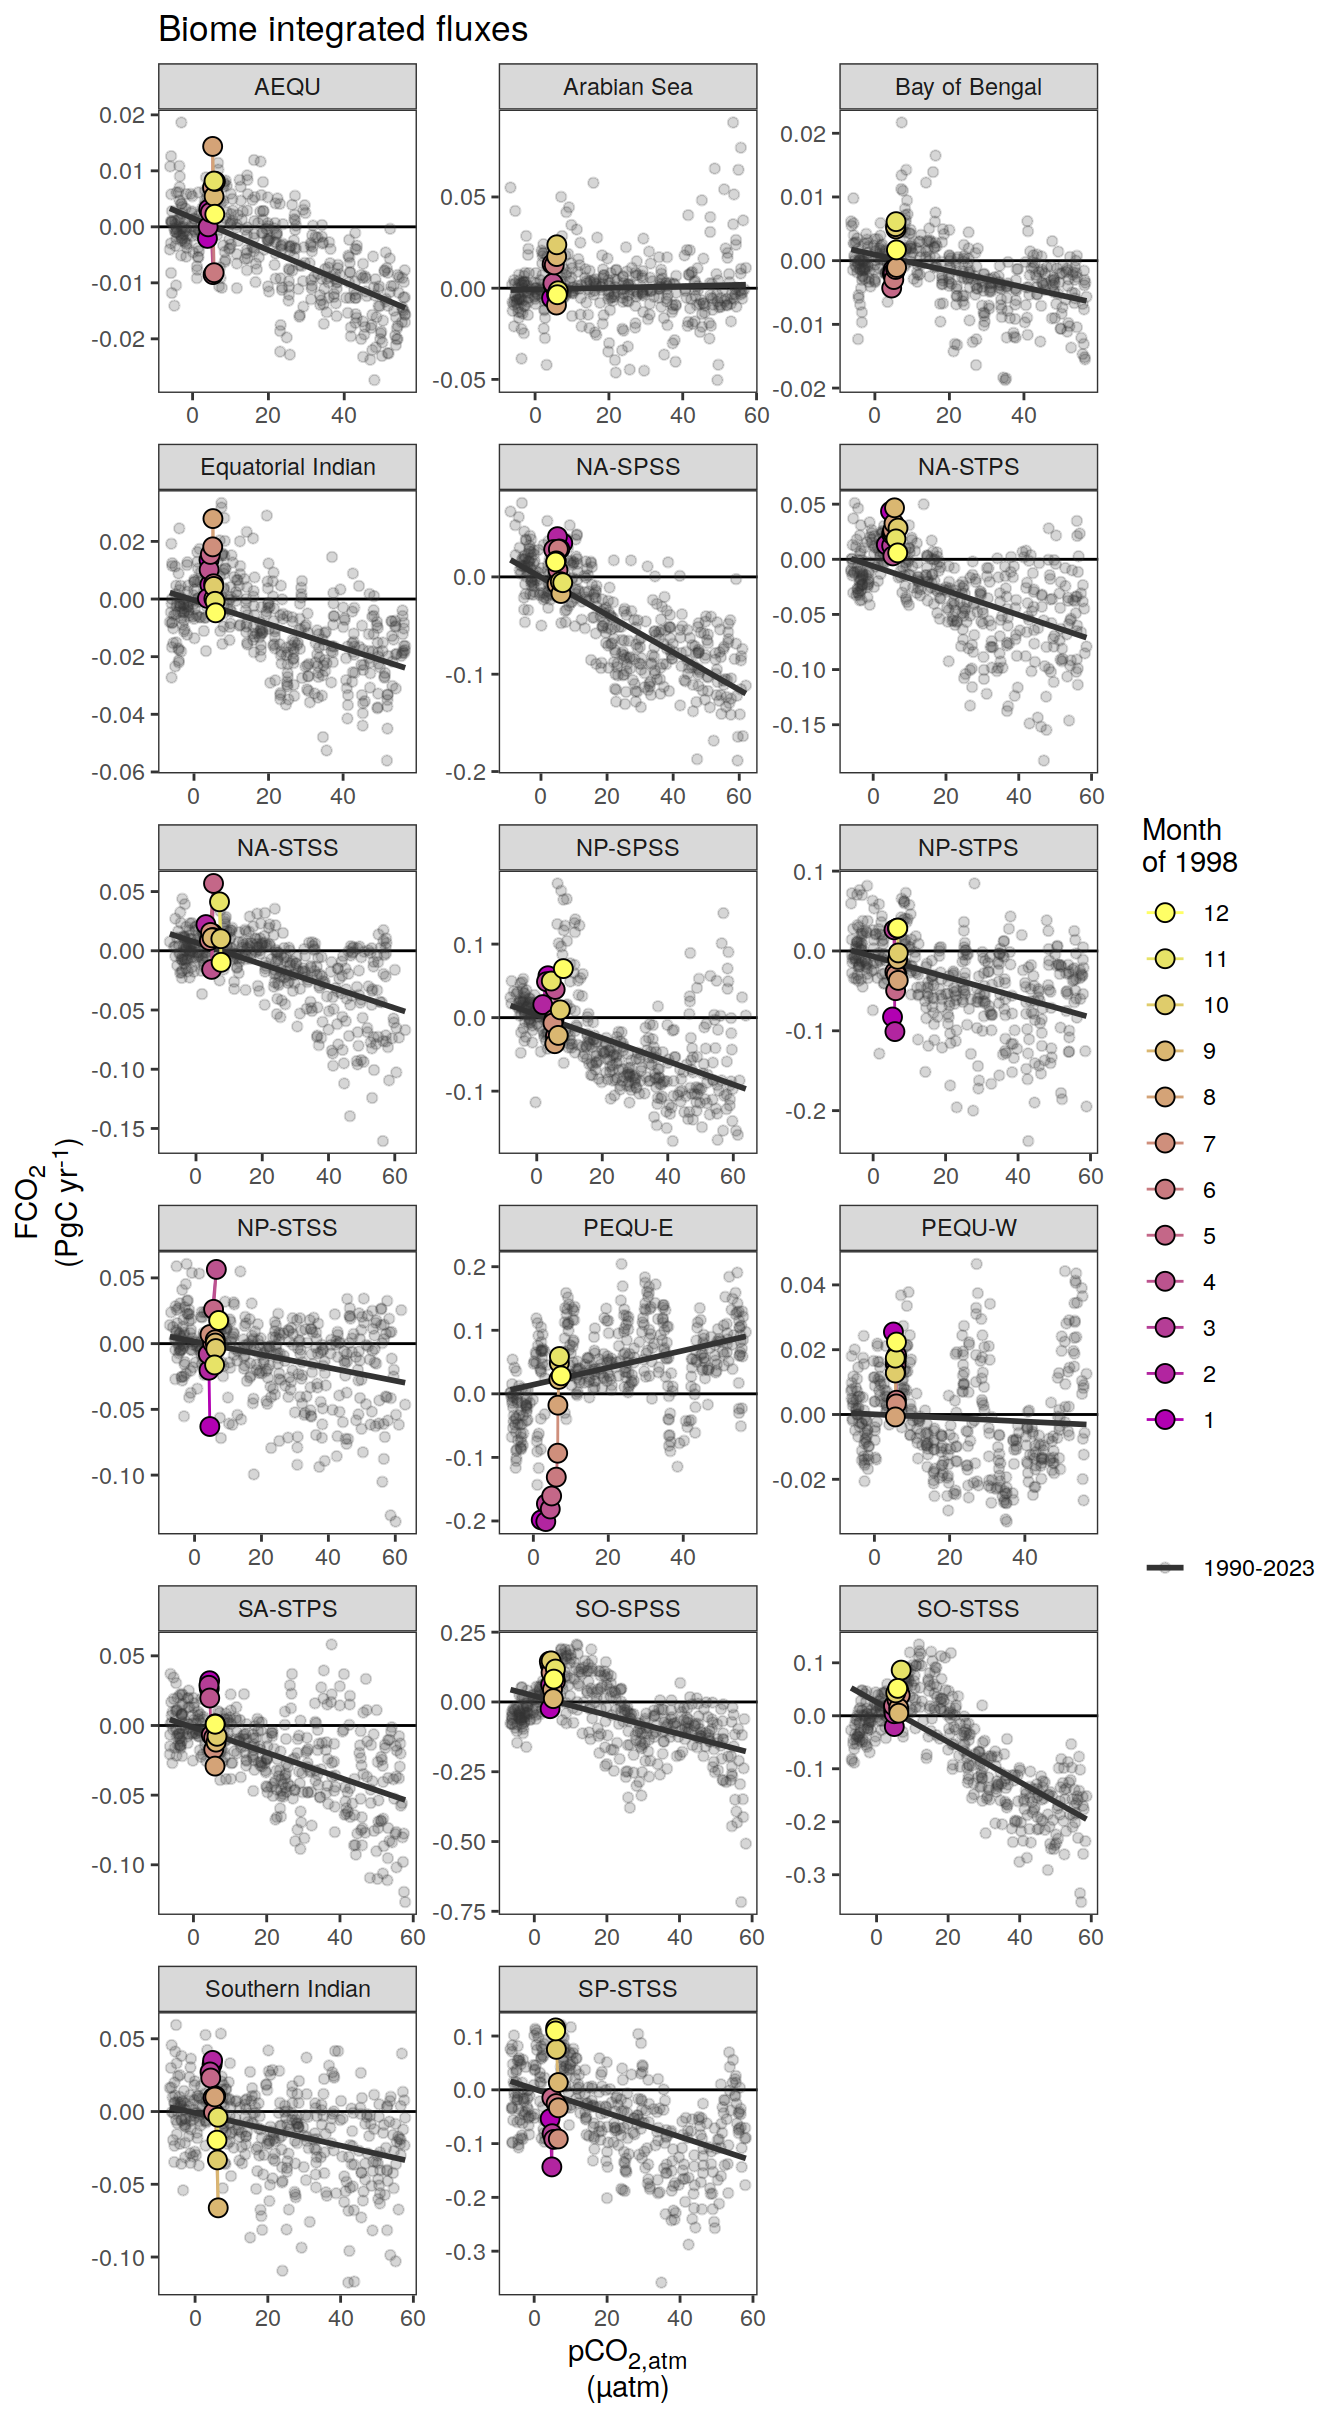 Biome integrated fluxes
AEQU
Arabian Sea
Bay of Bengal
0.02
0.01
0.00
-0.01
-0.02
0.05
0.00
-0.05
0.02
0.01
0.00
-0.01
-0.02
0 20 40
0 20 40 60
0 20 40
Equatorial Indian
NA-SPSS
NA-STPS
0.02
0.00
-0.02
-0.04
-0.06
0.0
-0.1
-0.2
0.05
0.00
-0.05
-0.10
-0.15
0 20 40
0 20 40 60
0 20 40 60
NA-STSS
NP-SPSS
NP-STPS
0.05
0.00
-0.05
-0.10
-0.15
0.1
0.0
-0.1
0.1
0.0
-0.1
-0.2
0 20 40 60
0 20 40 60
0 20 40 60
NP-STSS
PEQU-E
PEQU-W
0.05
0.00
-0.05
-0.10
0.2
0.1
0.0
-0.1
-0.2
0.04
0.02
0.00
-0.02
0 20 40 60
0 20 40
0 20 40
SA-STPS
SO-SPSS
SO-STSS
0.05
0.00
-0.05
-0.10
0.25
0.00
-0.25
-0.50
-0.75
0.1
0.0
-0.1
-0.2
-0.3
0 20 40 60
0 20 40 60
0 20 40 60
Southern Indian
SP-STSS
0.05
0.00
-0.05
-0.10
0.1
0.0
-0.1
-0.2
-0.3
0 20 40 60
0 20 40 60
FCO₂
(PgC yr⁻¹)
pCO₂,atm
(µatm)
Month
of 1998
12
11
10
9
8
7
6
5
4
3
2
1
1990-2023